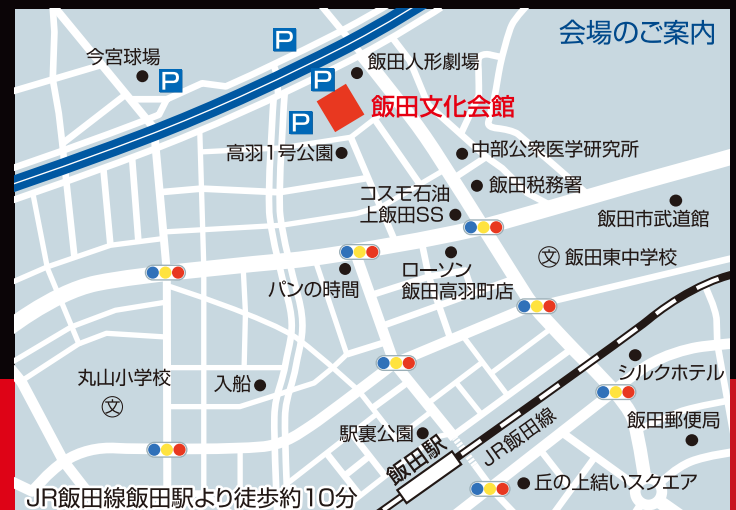 会場のご案内
P
今宮球場
P
飯田人形劇場
P
飯田文化会館
P
高羽1号公園
中部公衆医学研究所
飯田税務署
コスモ石油
上飯田SS
飯田市武道館
文 飯田東中学校
ローソン
飯田高羽町店
パンの時間
丸山小学校
文
入船
シルクホテル
飯田郵便局
駅裏公園
飯田駅
JR飯田線
丘の上結いスクエア
JR飯田線飯田駅より徒歩約10分